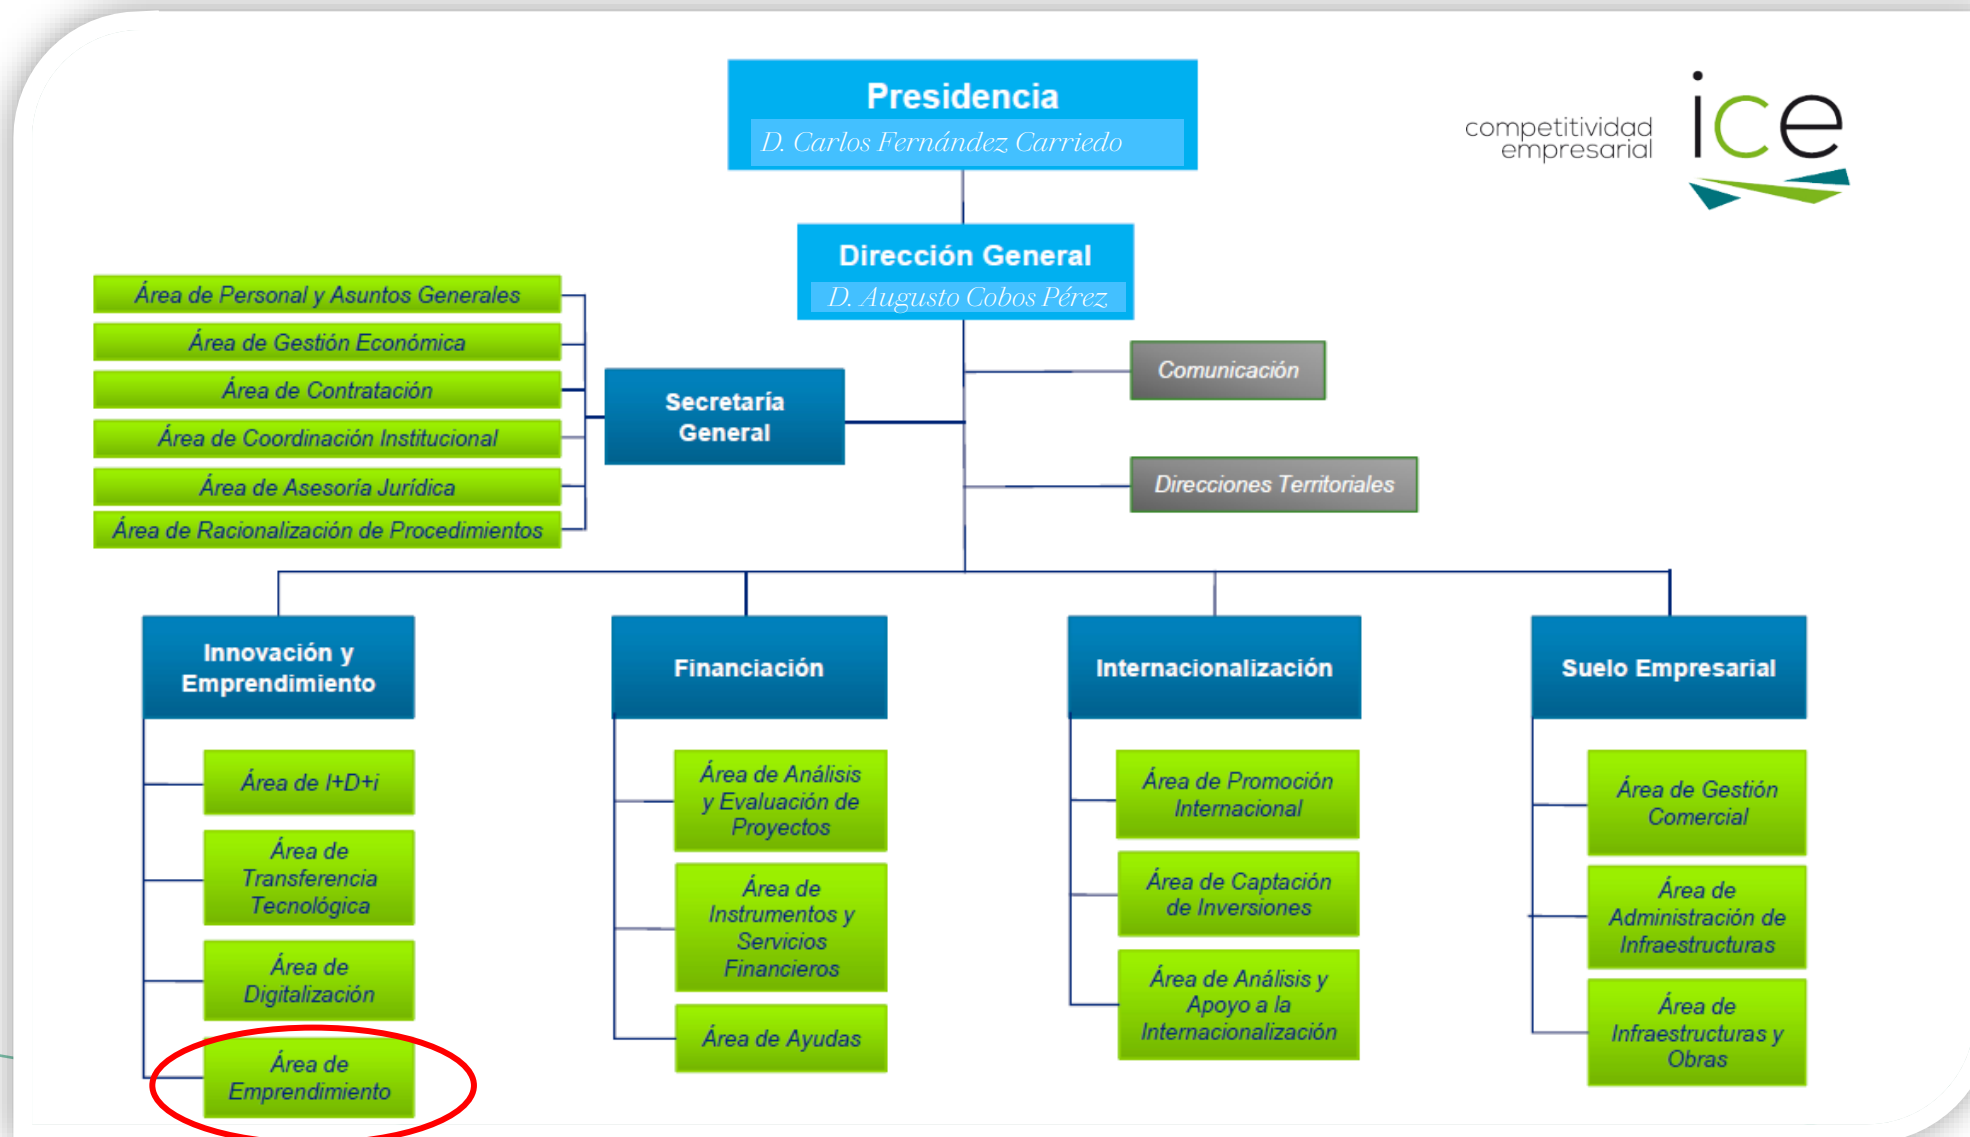 Presidencia
D. Carlos Fernández Carriedo
competitividad
empresarial
ice
Dirección General
D. Augusto Cobos Pérez
Área de Personal y Asuntos Generales
Área de Gestión Económica
Área de Contratación
Área de Coordinación Institucional
Área de Asesoría Jurídica
Área de Racionalización de Procedimientos
Secretaría
General
Comunicación
Direcciones Territoriales
Innovación y
Emprendimiento
Área de I+D+i
Área de
Transferencia
Tecnológica
Área de
Digitalización
Área de
Emprendimiento
Financiación
Área de Análisis
y Evaluación de
Proyectos
Área de
Instrumentos y
Servicios
Financieros
Área de Ayudas
Internacionalización
Área de Promoción
Internacional
Área de Captación
de Inversiones
Área de Análisis y
Apoyo a la
Internacionalización
Suelo Empresarial
Área de Gestión
Comercial
Área de
Administración de
Infraestructuras
Área de
Infraestructuras y
Obras